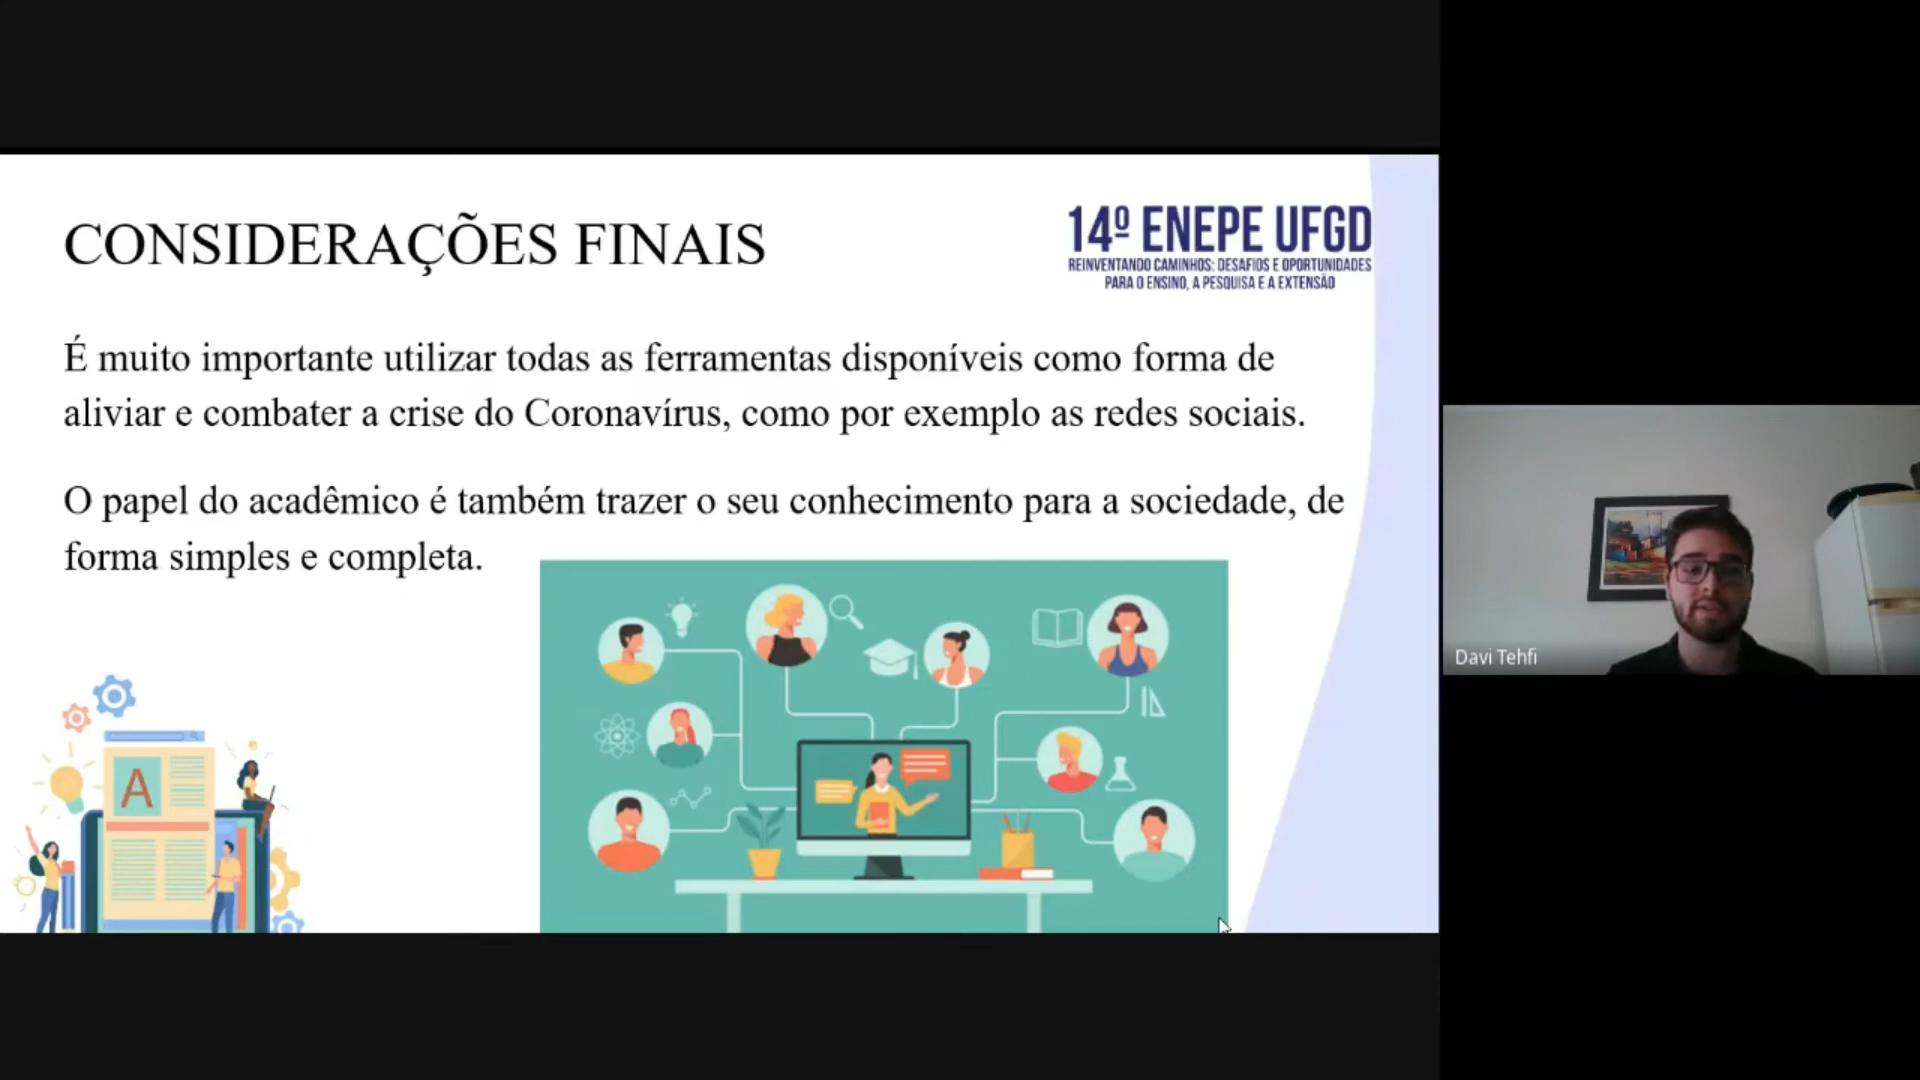 CONSIDERAÇÕES FINAIS
14º ENEPE UFGD
REINVENTANDO CAMINHOS: DESAFIOS E OPORTUNIDADES
PARA O ENSINO, A PESQUISA E A EXTENSÃO
É muito importante utilizar todas as ferramentas disponíveis como forma de
aliviar e combater a crise do Coronavírus, como por exemplo as redes sociais.
O papel do acadêmico é também trazer o seu conhecimento para a sociedade, de
forma simples e completa.
A
Davi Tehfi